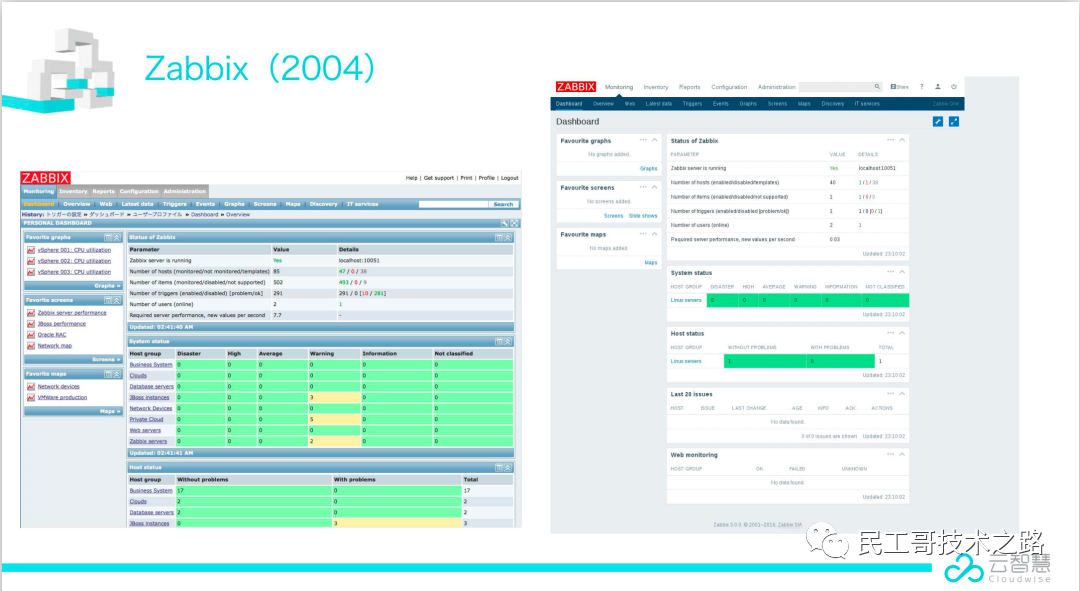 Zabbix（2004）
ZABBIX
Help | Get support | Print | Profile | Logout
Monitoring Inventory Reports Configuration Administration
Dashboard | Overview | Web | Latest data | Triggers | Events | Graphs | Screens | Maps | Discovery | IT services
Search
History: トリガーの設定 » ダッシュボード » ユーザープロファイル » Dashboard » Overview
PERSONAL DASHBOARD
Favorite graphs
vSphere 001: CPU utilization
vSphere 002: CPU utilization
vSphere 003: CPU utilization
Graphs »
Favorite screens
Zabbix server performance
JBoss performance
Oracle RAC
Network map
Screens »
Favorite maps
Network devices
VMWare production
Maps »
Status of Zabbix
Parameter Value Details
Zabbix server is running Yes localhost:10051
Number of hosts (monitored/not monitored/templates) 85 47 / 0 / 38
Number of items (monitored/disabled/not supported) 502 493 / 0 / 9
Number of triggers (enabled/disabled) [problem/ok] 291 291 / 0 [10 / 281]
Number of users (online) 2 1
Required server performance, new values per second 7.7 -
Updated: 02:41:40 AM
System status
Host group Disaster High Average Warning Information Not classified
Business System 0 0 0 0 0 0
Clouds 0 0 0 0 0 0
Database servers 0 0 0 0 0 0
JBoss instances 0 0 0 3 0 0
Network Devices 0 0 0 0 0 0
Private Cloud 0 0 0 5 0 0
Web servers 0 0 0 0 0 0
Zabbix servers 0 0 0 2 0 0
Updated: 02:41:41 AM
Host status
Host group Without problems With problems Total
Business System 17 0 17
Clouds 2 0 2
Database servers 2 0 2
JBoss instances 0 3 3
ZABBIX Monitoring Inventory Reports Configuration Administration Share ?
Dashboard Overview Web Latest data Triggers Events Graphs Screens Maps Discovery IT services Zabbix One
Dashboard
Favourite graphs
No graphs added.
Graphs
Favourite screens
No screens added.
Screens Slide shows
Favourite maps
No maps added.
Maps
Status of Zabbix
PARAMETER VALUE DETAILS
Zabbix server is running Yes localhost:10051
Number of hosts (enabled/disabled/templates) 40 1 / 1 / 38
Number of items (enabled/disabled/not supported) 1 1 / 0 / 0
Number of triggers (enabled/disabled [problem/ok]) 1 1 / 0 [0 / 1]
Number of users (online) 2 1
Required server performance, new values per second 0.03
Updated: 23:10:02
System status
HOST GROUP DISASTER HIGH AVERAGE WARNING INFORMATION NOT CLASSIFIED
Linux servers 0 0 0 0 0 0
Updated: 23:10:02
Host status
HOST GROUP WITHOUT PROBLEMS WITH PROBLEMS TOTAL
Linux servers 1 0 1
Updated: 23:10:02
Last 20 issues
HOST ISSUE LAST CHANGE AGE INFO ACK ACTIONS
No data found.
0 of 0 issues are shown Updated: 23:10:02
Web monitoring
HOST GROUP OK FAILED UNKNOWN
No data found.
Updated: 23:10:02
Zabbix 3.0.0. © 2001–2016, Zabbix SIA
民工哥技术之路
云智慧
Cloudwise